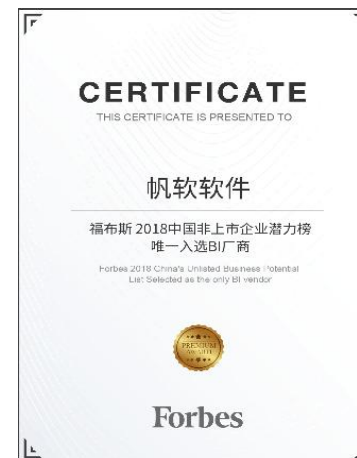 CERTIFICATE
THIS CERTIFICATE IS PRESENTED TO
帆软软件
福布斯 2018中国非上市企业潜力榜
唯一入选BI厂商
Forbes 2018 China's Unlisted Business Potential
List Selected as the only BI vendor
PREMIUM
QUALITY
Forbes